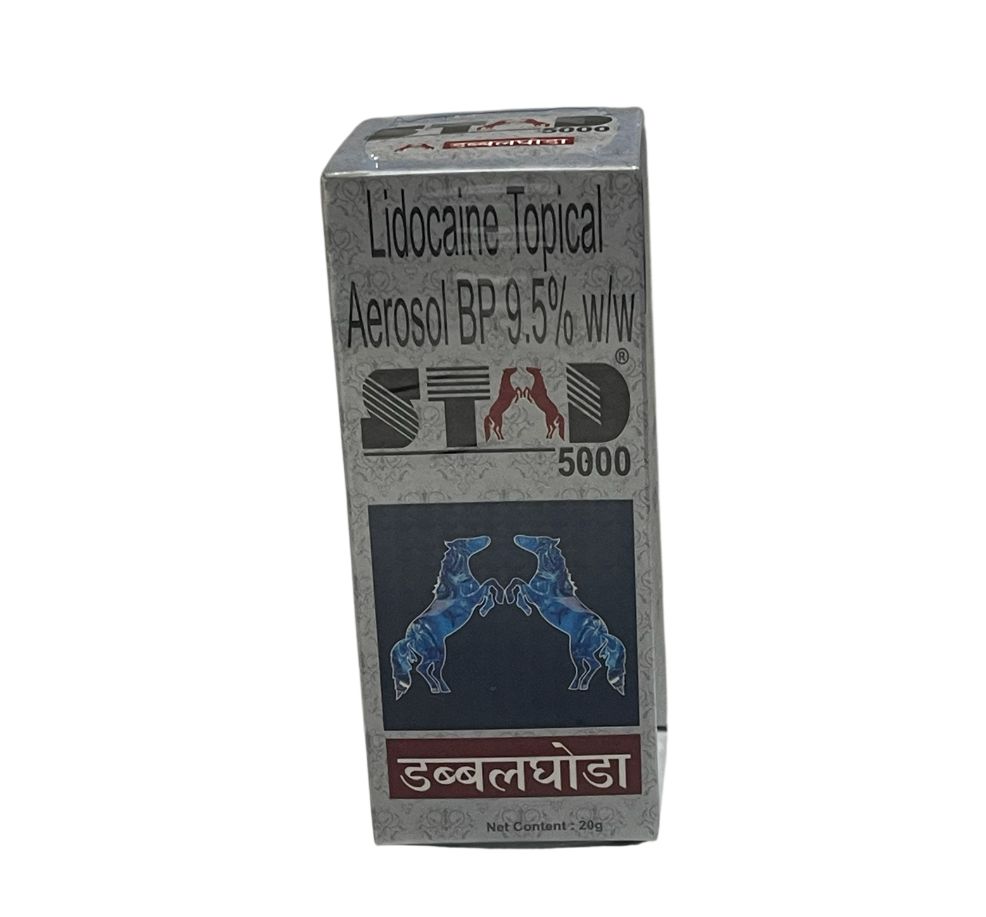 STAD
5000
डब्बलघोडा
Lidocaine Topical
Aerosol BP 9.5% w/w
STAD®
5000
डब्बलघोडा
Net Content : 20g